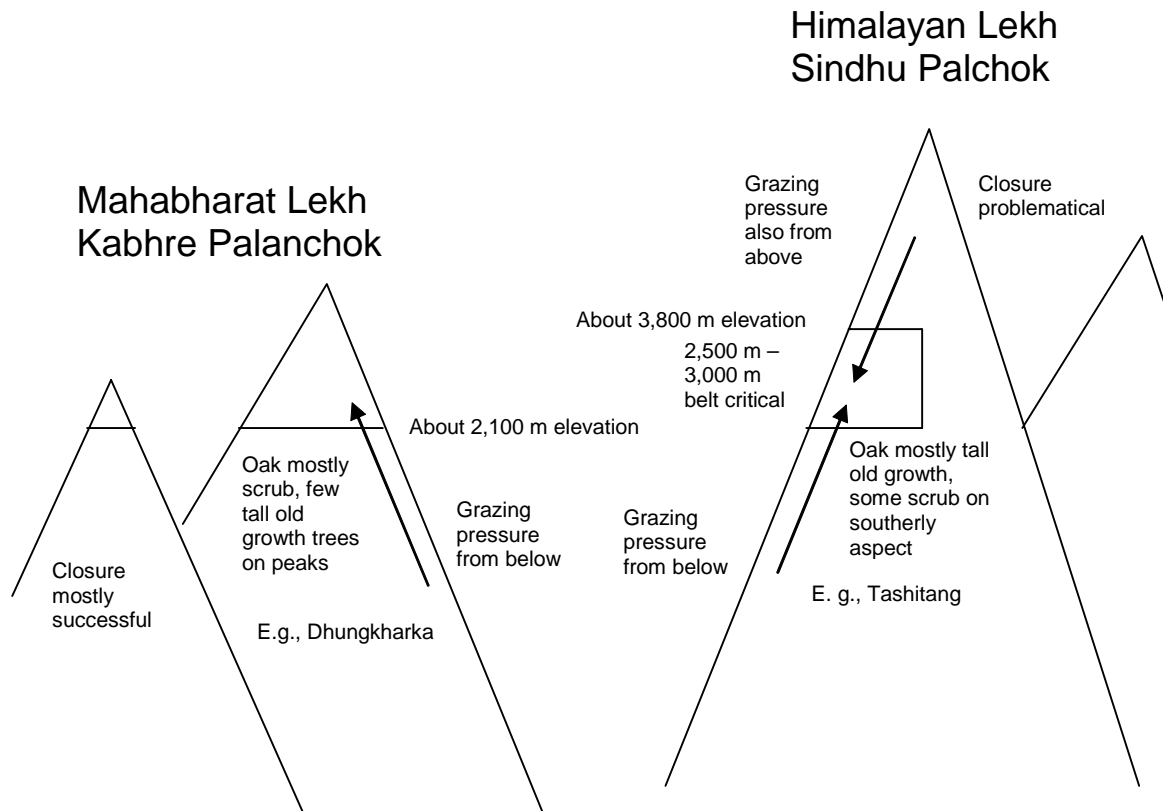 Himalayan Lekh
Sindhu Palchok
Mahabharat Lekh
Kabhre Palanchok
Grazing
pressure
also from
above
Closure
problematical
About 3,800 m elevation
2,500 m –
3,000 m
belt critical
About 2,100 m elevation
Oak mostly
scrub, few
tall old
growth trees
on peaks
Grazing
pressure
from below
Closure
mostly
successful
E.g., Dhungkharka
Grazing
pressure
from below
Oak mostly tall
old growth,
some scrub on
southerly
aspect
E. g., Tashitang